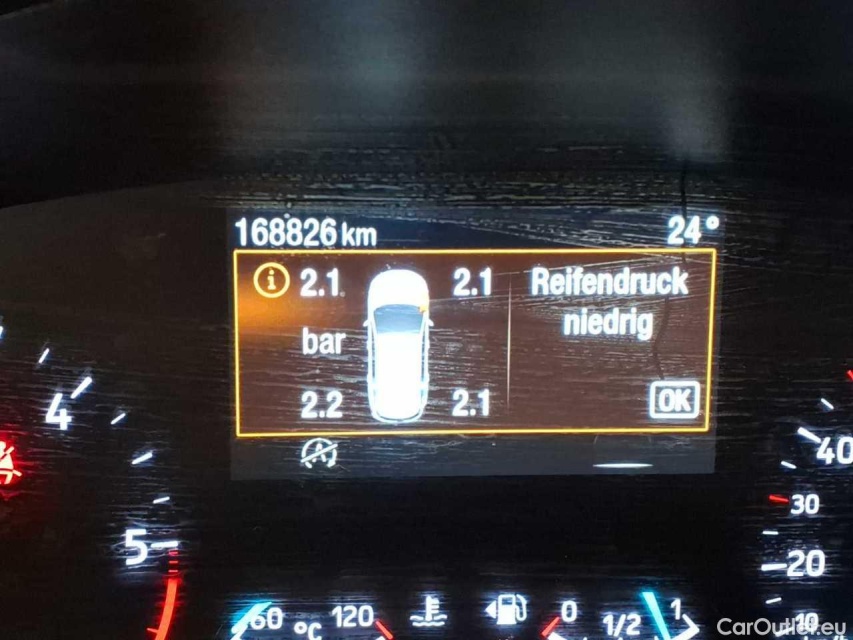 168826 km 24°
i 2.1 2.1 Reifendruck
niedrig
bar
2.2 2.1 OK
4
5
40
30
20
10
60 °C 120
0 1/2 1
CarOutlet.eu